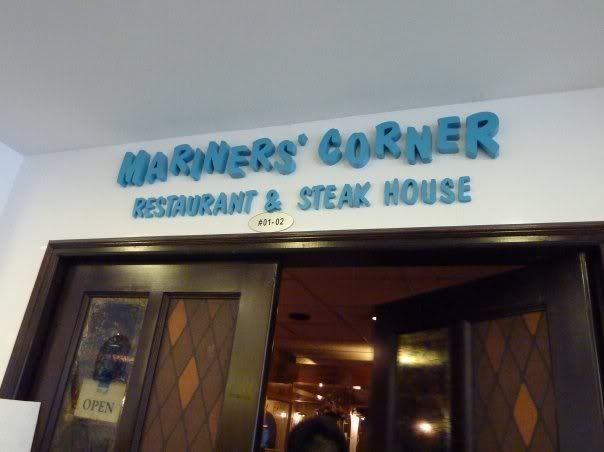 MARINERS' CORNER
RESTAURANT & STEAK HOUSE
#01-02
OPEN